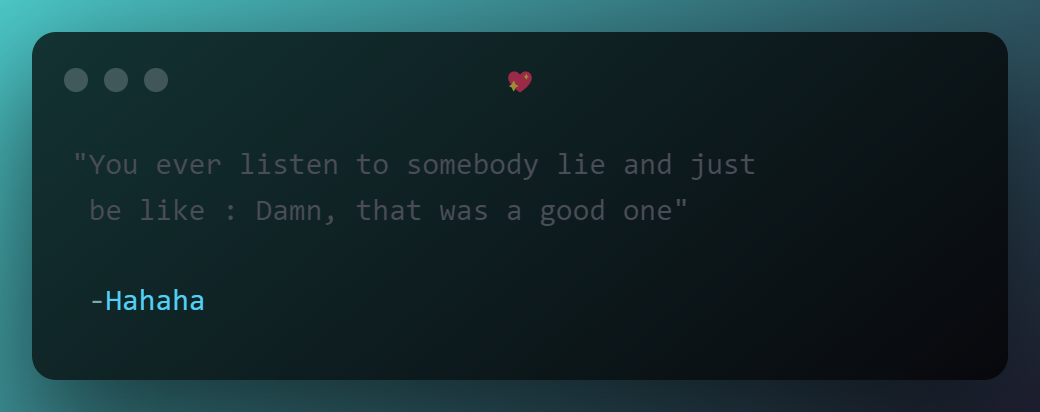 "You ever listen to somebody lie and just
be like : Damn, that was a good one"
-Hahaha